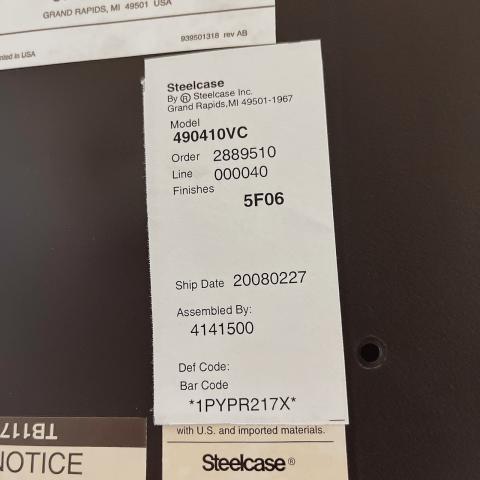 GRAND RAPIDS, MI 49501 USA
939501318 rev AB
in USA
Steelcase
By ® Steelcase Inc.
Grand Rapids,MI 49501-1967
Model
490410VC
Order 2889510
Line 000040
Finishes
5F06
Ship Date 20080227
Assembled By:
4141500
Def Code:
Bar Code
*1PYPR217X*
TB117
NOTICE
with U.S. and imported materials.
Steelcase®